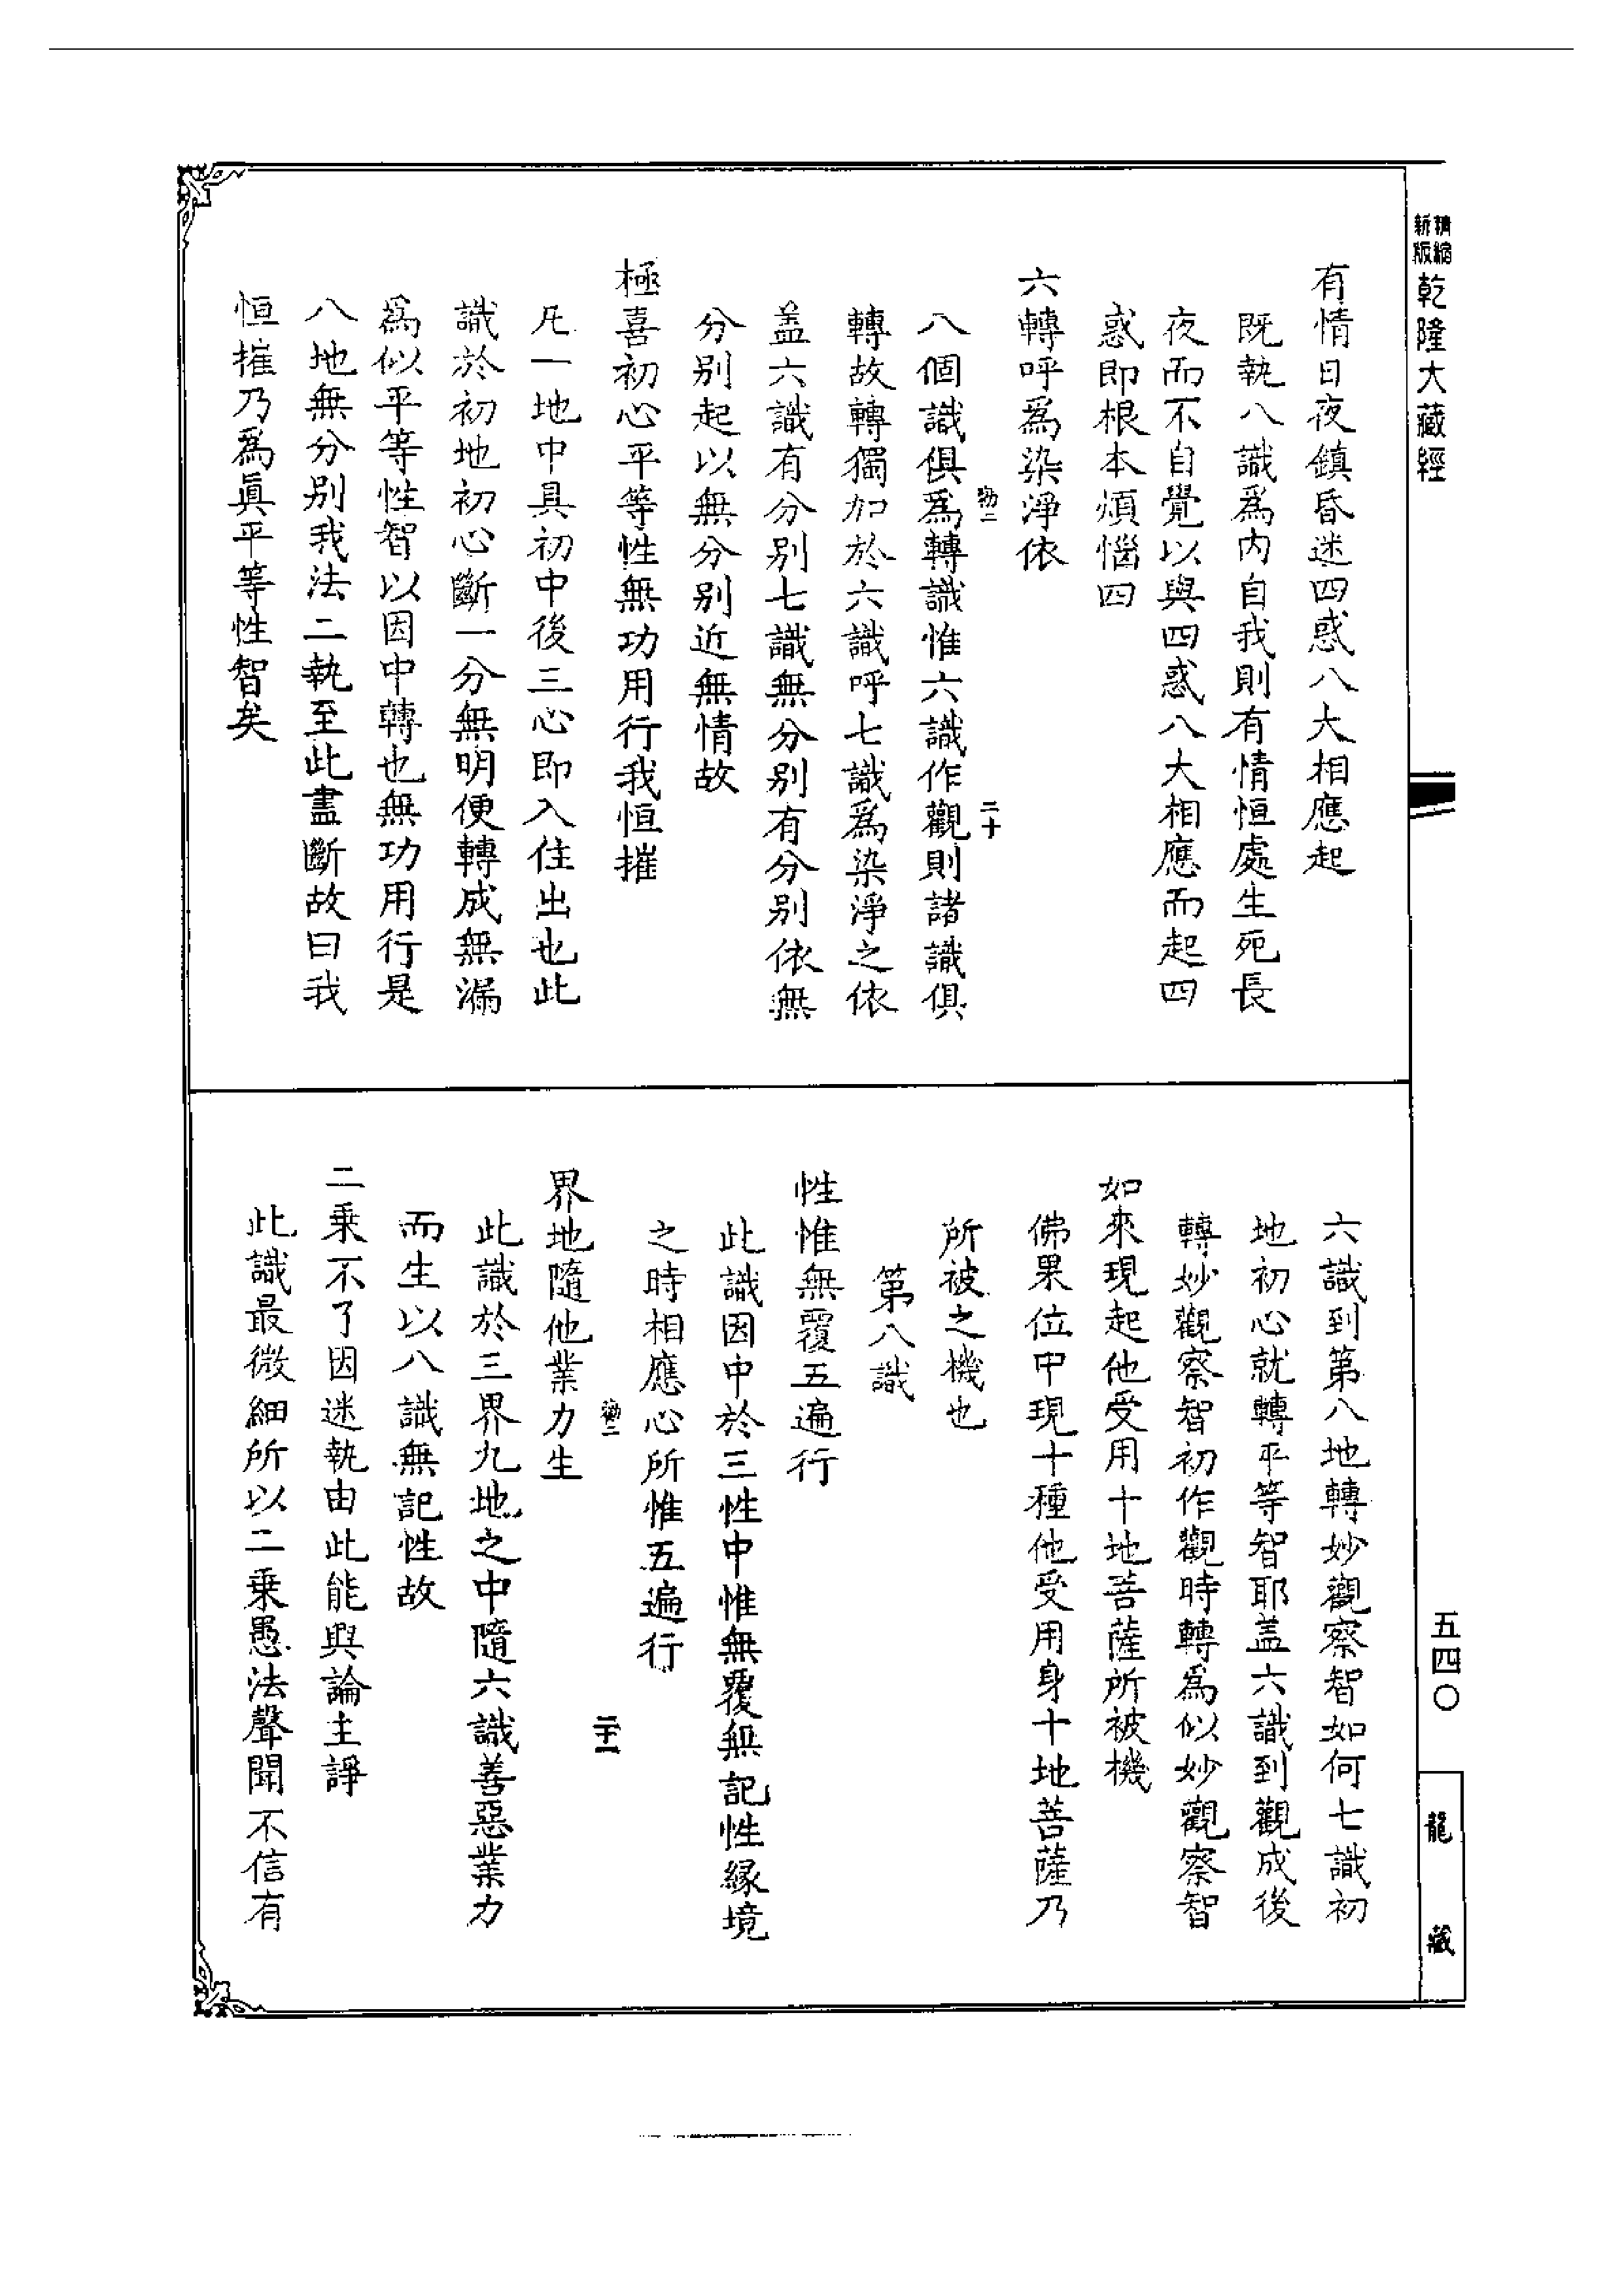 精縮新版乾隆大藏經
有情日夜鎮昏迷四惑八大相應起
既執八識爲內自我則有情恒處生死長
夜而不自覺以與四惑八大相應而起四
惑即根本煩惱四
六轉呼爲染淨依
二十
八個識俱爲轉識惟六識作觀則諸識俱
轉故轉獨加於六識呼七識爲染淨之依
盖六識有分別七識無分別有分別依無
分別起以無分別近無情故
極喜初心平等性無功用行我恒摧
凡一地中具初中後三心即入住出也此
識於初地初心斷一分無明便轉成無漏
爲似平等性智以因中轉也無功用行是
八地無分別我法二執至此盡斷故曰我
恒摧乃爲眞平等性智矣
六識到第八地轉妙觀察智如何七識初
地初心就轉平等智耶盖六識到觀成後
轉妙觀察智初作觀時轉爲似妙觀察智
如來現起他受用十地菩薩所被機
佛果位中現十種他受用身十地菩薩乃
所被之機也
第八識
性惟無覆五遍行
此識因中於三性中惟無覆無記性緣境
之時相應心所惟五遍行
二十一
界地隨他業力生
此識於三界九地之中隨六識善惡業力
而生以八識無記性故
二乘不了因迷執由此能興論主諍
此識最微細所以二乘愚法聲聞不信有
五四〇
龍藏